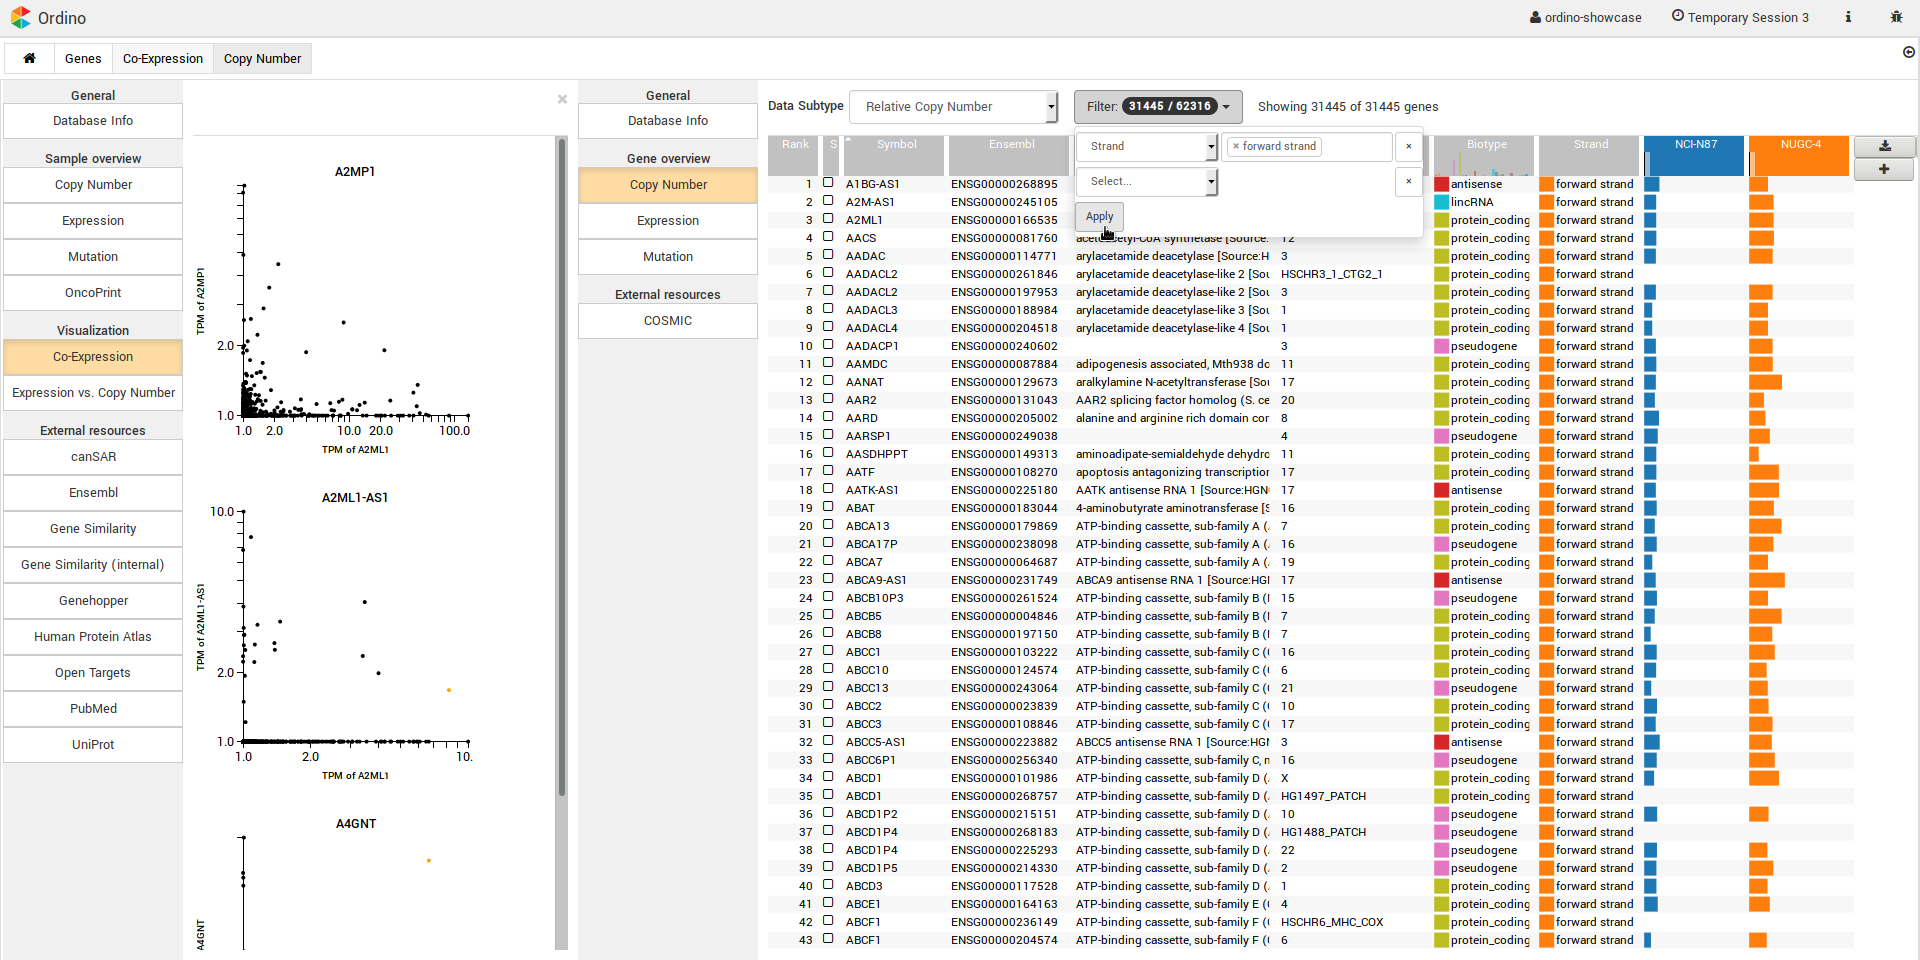 Ordino
ordino-showcase
Temporary Session 3
Genes
Co-Expression
Copy Number
General
Database Info
Sample overview
Copy Number
Expression
Mutation
OncoPrint
Visualization
Co-Expression
Expression vs. Copy Number
External resources
canSAR
Ensembl
Gene Similarity
Gene Similarity (internal)
Genehopper
Human Protein Atlas
Open Targets
PubMed
UniProt
×
A2MP1
TPM of A2MP1
2.0
1.0
1.0 2.0 10.0 20.0 100.0
TPM of A2ML1
A2ML1-AS1
10.0
TPM of A2ML1-AS1
2.0
1.0
1.0 2.0 10.
TPM of A2ML1
A4GNT
A4GNT
General
Database Info
Gene overview
Copy Number
Expression
Mutation
External resources
COSMIC
Data Subtype Relative Copy Number Filter: 31445 / 62316 Showing 31445 of 31445 genes
Strand × forward strand ×
Select... ×
Apply
Rank S Symbol Ensembl Biotype Strand NCI-N87 NUGC-4
1 A1BG-AS1 ENSG00000268895 antisense forward strand
2 A2M-AS1 ENSG00000245105 lincRNA forward strand
3 A2ML1 ENSG00000166535 protein_coding forward strand
4 AACS ENSG00000081760 acetoacetyl-CoA synthetase [Source: 12 protein_coding forward strand
5 AADAC ENSG00000114771 arylacetamide deacetylase [Source:H 3 protein_coding forward strand
6 AADACL2 ENSG00000261846 arylacetamide deacetylase-like 2 [Sou HSCHR3_1_CTG2_1 protein_coding forward strand
7 AADACL2 ENSG00000197953 arylacetamide deacetylase-like 2 [Sou 3 protein_coding forward strand
8 AADACL3 ENSG00000188984 arylacetamide deacetylase-like 3 [Sou 1 protein_coding forward strand
9 AADACL4 ENSG00000204518 arylacetamide deacetylase-like 4 [Sou 1 protein_coding forward strand
10 AADACP1 ENSG00000240602 3 pseudogene forward strand
11 AAMDC ENSG00000087884 adipogenesis associated, Mth938 do 11 protein_coding forward strand
12 AANAT ENSG00000129673 aralkylamine N-acetyltransferase [Sou 17 protein_coding forward strand
13 AAR2 ENSG00000131043 AAR2 splicing factor homolog (S. ce 20 protein_coding forward strand
14 AARD ENSG00000205002 alanine and arginine rich domain cor 8 protein_coding forward strand
15 AARSP1 ENSG00000249038 4 pseudogene forward strand
16 AASDHPPT ENSG00000149313 aminoadipate-semialdehyde dehydro 11 protein_coding forward strand
17 AATF ENSG00000108270 apoptosis antagonizing transcription 17 protein_coding forward strand
18 AATK-AS1 ENSG00000225180 AATK antisense RNA 1 [Source:HGN 17 antisense forward strand
19 ABAT ENSG00000183044 4-aminobutyrate aminotransferase [S 16 protein_coding forward strand
20 ABCA13 ENSG00000179869 ATP-binding cassette, sub-family A (. 7 protein_coding forward strand
21 ABCA17P ENSG00000238098 ATP-binding cassette, sub-family A (. 16 pseudogene forward strand
22 ABCA7 ENSG00000064687 ATP-binding cassette, sub-family A (. 19 protein_coding forward strand
23 ABCA9-AS1 ENSG00000231749 ABCA9 antisense RNA 1 [Source:HGI 17 antisense forward strand
24 ABCB10P3 ENSG00000261524 ATP-binding cassette, sub-family B (I 15 pseudogene forward strand
25 ABCB5 ENSG00000004846 ATP-binding cassette, sub-family B (I 7 protein_coding forward strand
26 ABCB8 ENSG00000197150 ATP-binding cassette, sub-family B (I 7 protein_coding forward strand
27 ABCC1 ENSG00000103222 ATP-binding cassette, sub-family C (( 16 protein_coding forward strand
28 ABCC10 ENSG00000124574 ATP-binding cassette, sub-family C (( 6 protein_coding forward strand
29 ABCC13 ENSG00000243064 ATP-binding cassette, sub-family C (( 21 pseudogene forward strand
30 ABCC2 ENSG00000023839 ATP-binding cassette, sub-family C (( 10 protein_coding forward strand
31 ABCC3 ENSG00000108846 ATP-binding cassette, sub-family C (( 17 protein_coding forward strand
32 ABCC5-AS1 ENSG00000223882 ABCC5 antisense RNA 1 [Source:HGN 3 antisense forward strand
33 ABCC6P1 ENSG00000256340 ATP-binding cassette, sub-family C, n 16 pseudogene forward strand
34 ABCD1 ENSG00000101986 ATP-binding cassette, sub-family D (. X protein_coding forward strand
35 ABCD1 ENSG00000268757 ATP-binding cassette, sub-family D (. HG1497_PATCH protein_coding forward strand
36 ABCD1P2 ENSG00000215151 ATP-binding cassette, sub-family D (. 10 pseudogene forward strand
37 ABCD1P4 ENSG00000268183 ATP-binding cassette, sub-family D (. HG1488_PATCH pseudogene forward strand
38 ABCD1P4 ENSG00000225293 ATP-binding cassette, sub-family D (. 22 pseudogene forward strand
39 ABCD1P5 ENSG00000214330 ATP-binding cassette, sub-family D (. 2 pseudogene forward strand
40 ABCD3 ENSG00000117528 ATP-binding cassette, sub-family D (. 1 protein_coding forward strand
41 ABCE1 ENSG00000164163 ATP-binding cassette, sub-family E (( 4 protein_coding forward strand
42 ABCF1 ENSG00000236149 ATP-binding cassette, sub-family F (( HSCHR6_MHC_COX protein_coding forward strand
43 ABCF1 ENSG00000204574 ATP-binding cassette, sub-family F (( 6 protein_coding forward strand